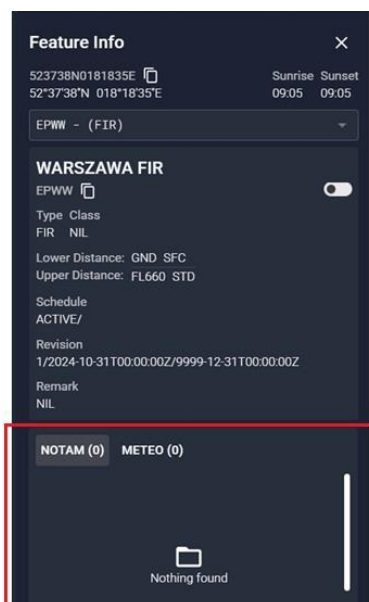 Feature Info
523738N0181835E Sunrise Sunset
52°37'38"N 018°18'35"E 09:05 09:05
EPWW - (FIR)
WARSZAWA FIR
EPWW
Type Class
FIR NIL
Lower Distance: GND SFC
Upper Distance: FL660 STD
Schedule
ACTIVE/
Revision
1/2024-10-31T00:00:00Z/9999-12-31T00:00:00Z
Remark
NIL
NOTAM (0) METEO (0)
Nothing found